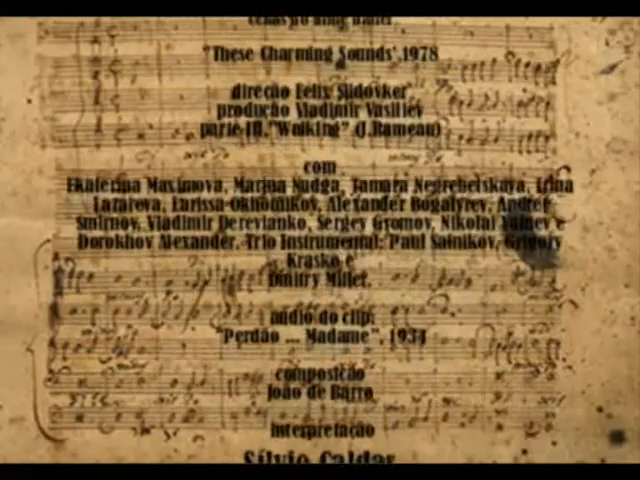 "These Charming Sounds", 1978
direção Felix Slidovker
produção Vladimir Vasiliev
parte III. "Walking" (J.Rameau)
com
Ekaterina Maximova, Marina Nudga, Tamara Negrebetskaya, Irina
Lazareva, Larissa Okhotnikov, Alexander Bogatyrev, Andrei
Smirnov, Vladimir Derevianko, Sergey Gromov, Nikolai e
Dorokhov Alexander, Trio Instrumental: Paul Salnikov, Grigory
Krasko e
Dmitry Miller.
áudio do clip:
"Perdão ... Madame", 1934
composição
João de Barro
interpretação
Sílvio Caldas